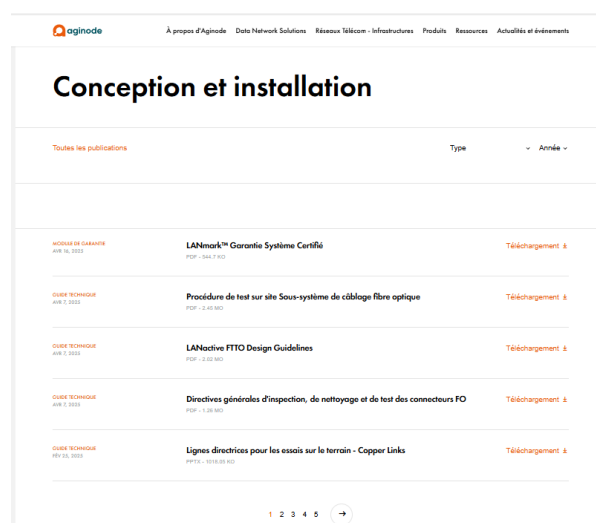 aginode
À propos d'Aginode Data Network Solutions Réseaux Télécom - Infrastructures Produits Ressources Actualités et événements
Conception et installation
Toutes les publications Type Année
MODULE DE GARANTIE LANmark™ Garantie Système Certifié Téléchargement
AVR 16, 2023 PDF - 544.7 KO
GUIDE TECHNIQUE Procédure de test sur site Sous-système de câblage fibre optique Téléchargement
AVR 7, 2023 PDF - 2.45 MO
GUIDE TECHNIQUE LANactive FTTO Design Guidelines Téléchargement
AVR 7, 2023 PDF - 2.02 MO
GUIDE TECHNIQUE Directives générales d'inspection, de nettoyage et de test des connecteurs FO Téléchargement
AVR 7, 2023 PDF - 1.26 MO
GUIDE TECHNIQUE Lignes directrices pour les essais sur le terrain - Copper Links Téléchargement
FÉV 23, 2023 PPTX - 1018.25 KO
1 2 3 4 5